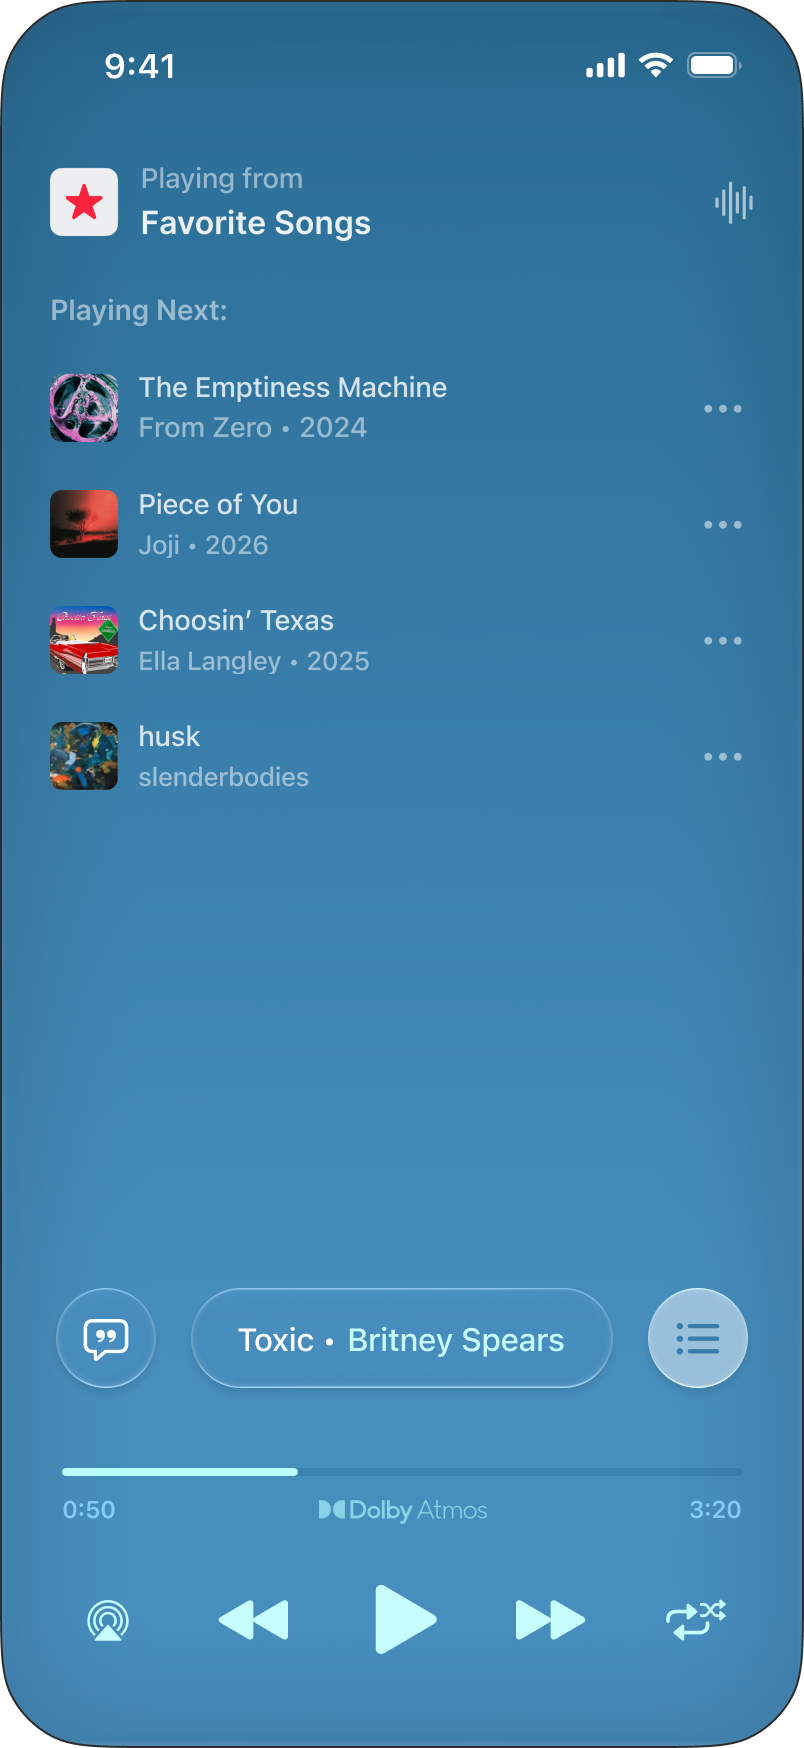 9:41
Playing from
Favorite Songs
Playing Next:
The Emptiness Machine
From Zero • 2024
Piece of You
Joji • 2026
Choosin’ Texas
Ella Langley • 2025
husk
slenderbodies
Toxic • Britney Spears
0:50
Dolby Atmos
3:20